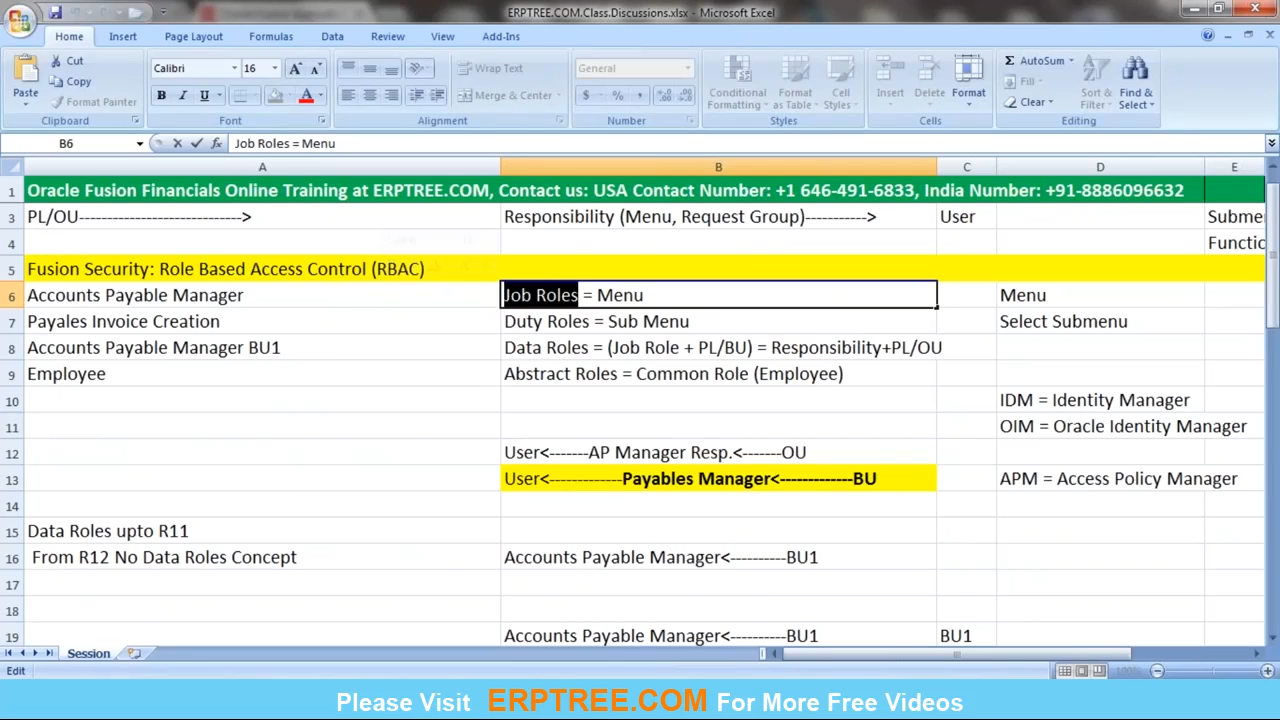 ERPTREE.COM.Class.Discussions.xlsx - Microsoft Excel
Home Insert Page Layout Formulas Data Review View Add-Ins
Paste Cut Copy Format Painter
Calibri 16 A A
B I U A
Wrap Text
Merge & Center
General
$ % ,
Conditional Formatting Format as Table Cell Styles
Insert Delete Format
Σ AutoSum
Fill
Clear
Sort & Filter Find & Select
Clipboard Font Alignment Number Styles Cells Editing
B6 fx Job Roles = Menu
A B C D E
1 Oracle Fusion Financials Online Training at ERPTREE.COM, Contact us: USA Contact Number: +1 646-491-6833, India Number: +91-8886096632
3 PL/OU----------------------------> Responsibility (Menu, Request Group)-----------> User Subme
4 Functio
5 Fusion Security: Role Based Access Control (RBAC)
6 Accounts Payable Manager Job Roles = Menu Menu
7 Payales Invoice Creation Duty Roles = Sub Menu Select Submenu
8 Accounts Payable Manager BU1 Data Roles = (Job Role + PL/BU) = Responsibility+PL/OU
9 Employee Abstract Roles = Common Role (Employee)
10 IDM = Identity Manager
11 OIM = Oracle Identity Manager
12 User<-------AP Manager Resp.<-------OU
13 User<-------------Payables Manager<-------------BU APM = Access Policy Manager
14
15 Data Roles upto R11
16 From R12 No Data Roles Concept Accounts Payable Manager<----------BU1
17
18
19 Accounts Payable Manager<----------BU1 BU1
Session
Edit 100%
Please Visit ERPTREE.COM For More Free Videos